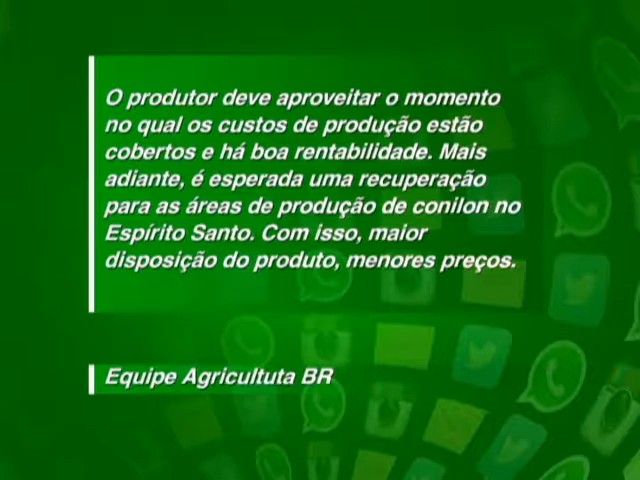 O produtor deve aproveitar o momento
no qual os custos de produção estão
cobertos e há boa rentabilidade. Mais
adiante, é esperada uma recuperação
para as áreas de produção de conilon no
Espírito Santo. Com isso, maior
disposição do produto, menores preços.
Equipe Agricultuta BR